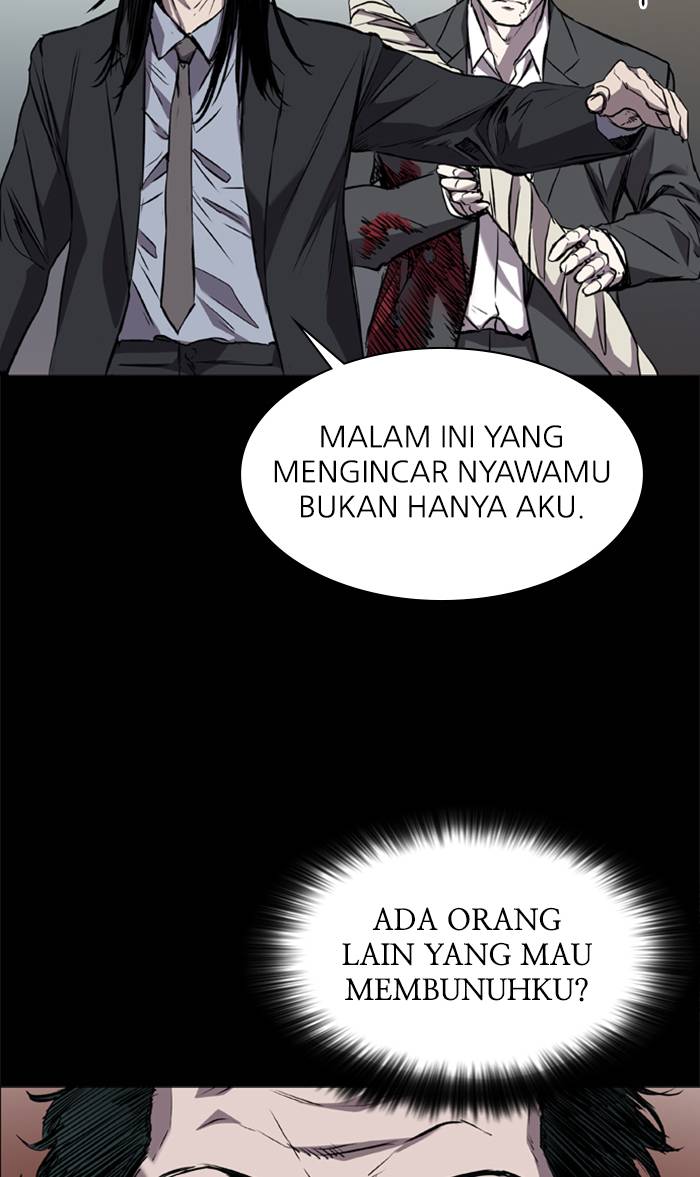 MALAM INI YANG
MENGINCAR NYAWAMU
BUKAN HANYA AKU.
ADA ORANG
LAIN YANG MAU
MEMBUNUHKU?